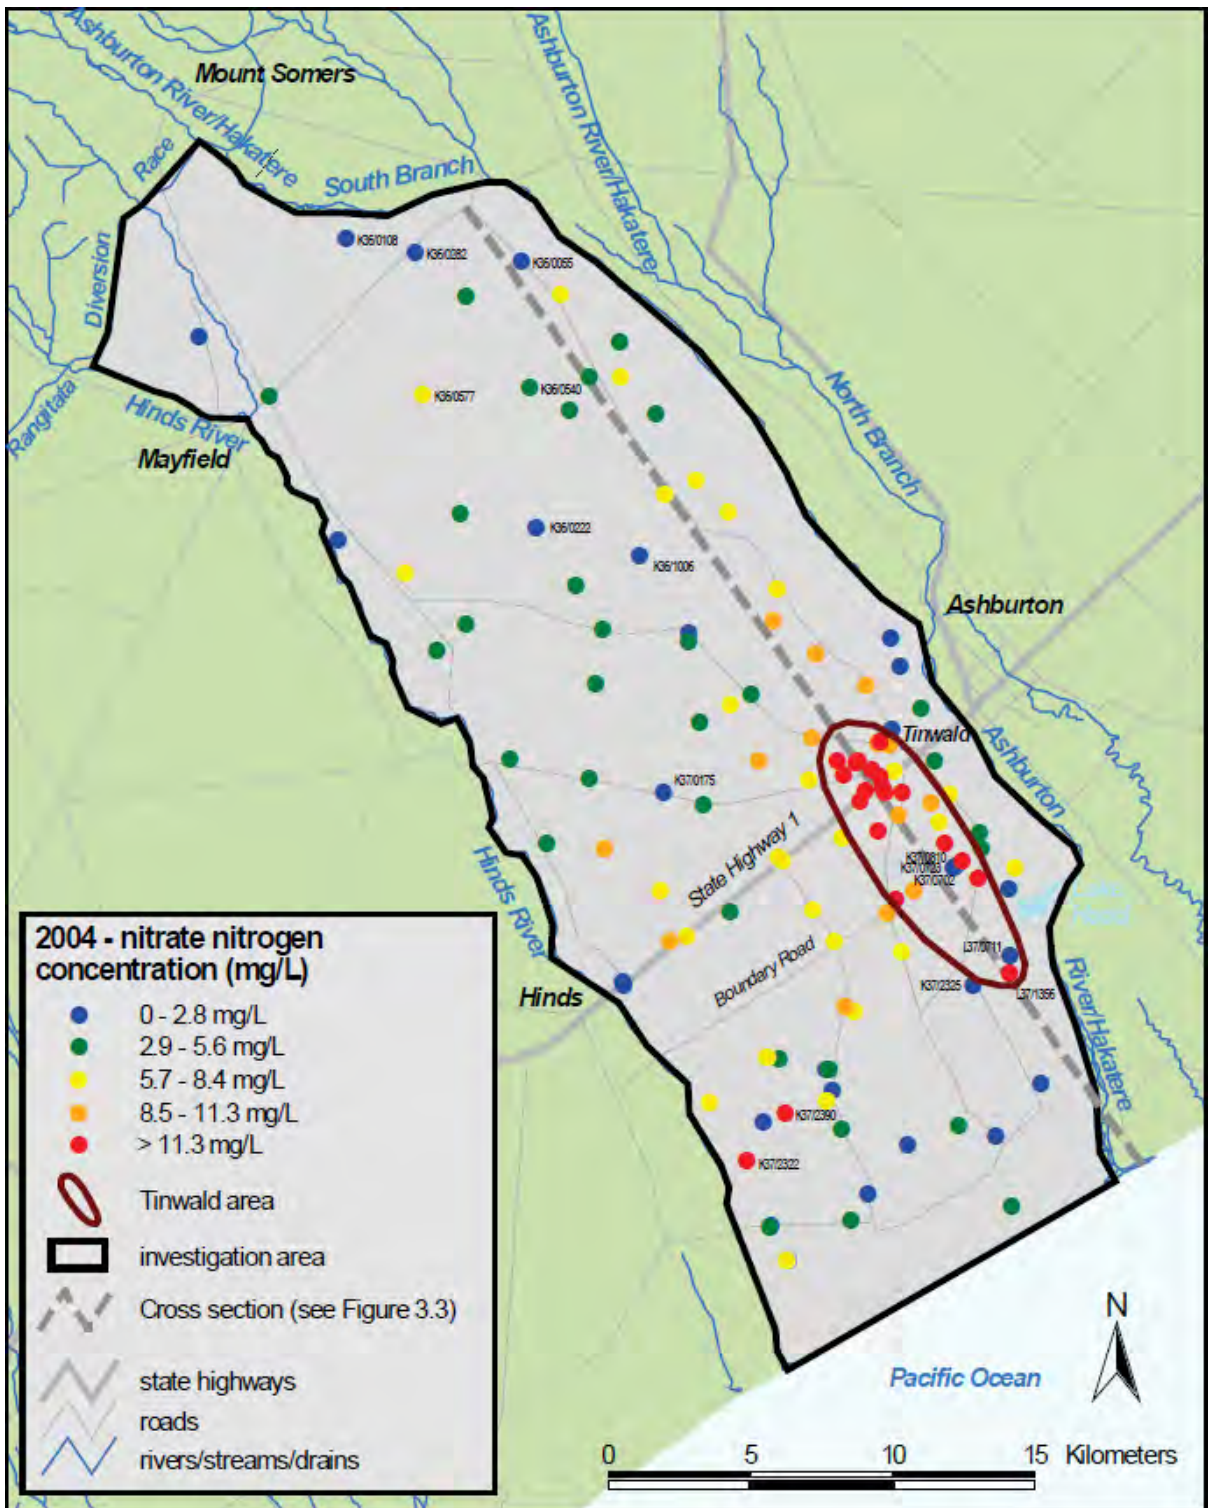 Ashburton River/Hakatere
Mount Somers
Ashburton River/Hakatere
Race
South Branch
Diversion
K36/0108
K36/0282
K36/0055
Rangitata
Hinds River
Mayfield
K36/0577
K36/0540
North Branch
K36/0222
K36/1006
Ashburton
Tinwald
Ashburton
K37/0175
State Highway 1
Hinds River
K37/0702
Boundary Road
L37/0711
K37/2325
L37/1356
River/Hakatere
Hinds
K37/2390
K37/2322
2004 - nitrate nitrogen
concentration (mg/L)
0 - 2.8 mg/L
2.9 - 5.6 mg/L
5.7 - 8.4 mg/L
8.5 - 11.3 mg/L
> 11.3 mg/L
Tinwald area
investigation area
Cross section (see Figure 3.3)
state highways
roads
rivers/streams/drains
N
Pacific Ocean
0 5 10 15 Kilometers